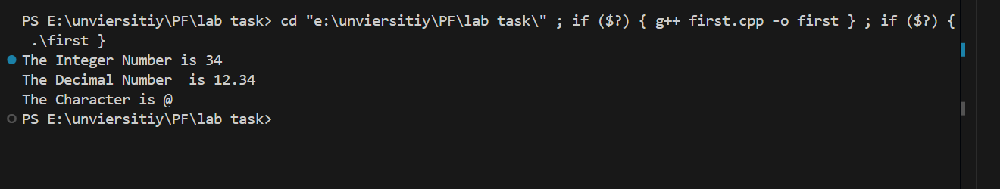 PS E:\unviersitiy\PF\lab task> cd "e:\unviersitiy\PF\lab task\" ; if ($?) { g++ first.cpp -o first } ; if ($?) {
 .\first }
The Integer Number is 34
The Decimal Number  is 12.34
The Character is @
PS E:\unviersitiy\PF\lab task>